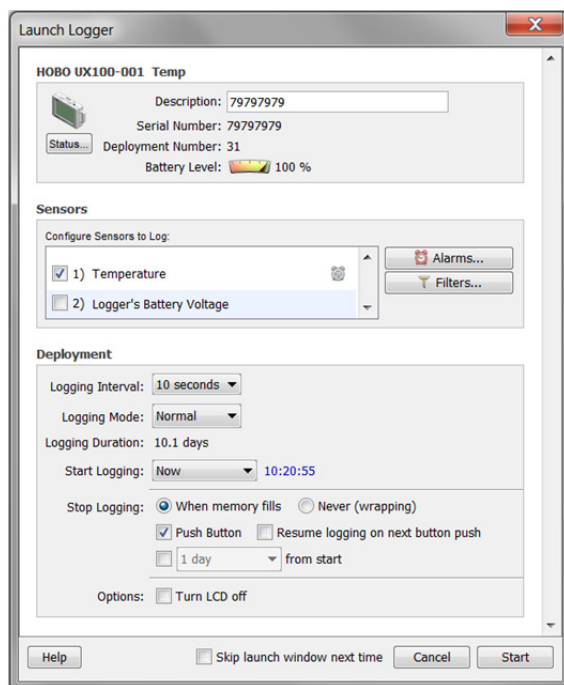 Launch Logger
HOBO UX100-001 Temp
Description: 79797979
Serial Number: 79797979
Status... Deployment Number: 31
Battery Level: 100 %
Sensors
Configure Sensors to Log:
1) Temperature
Alarms...
2) Logger's Battery Voltage
Filters...
Deployment
Logging Interval: 10 seconds
Logging Mode: Normal
Logging Duration: 10.1 days
Start Logging: Now 10:20:55
Stop Logging: When memory fills Never (wrapping)
Push Button Resume logging on next button push
1 day from start
Options: Turn LCD off
Help Skip launch window next time Cancel Start